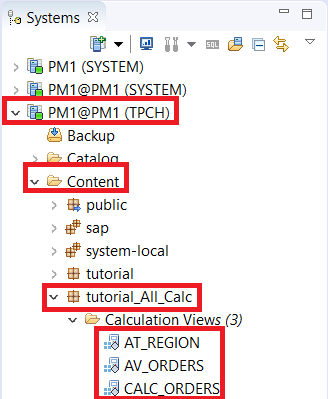 Systems
SQL
PM1 (SYSTEM)
PM1@PM1 (SYSTEM)
PM1@PM1 (TPCH)
Backup
Catalog
Content
public
sap
system-local
tutorial
tutorial_All_Calc
Calculation Views (3)
AT_REGION
AV_ORDERS
CALC_ORDERS